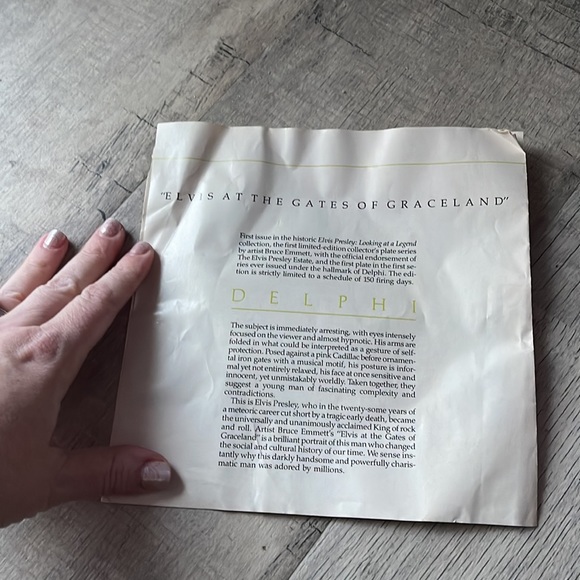 "ELVIS AT THE GATES OF GRACELAND"
First issue in the historic Elvis Presley: Looking at a Legend
collection, the first limited-edition collector's plate series
by artist Bruce Emmett, with the official endorsement of
The Elvis Presley Estate, and the first plate in the first se-
ries ever issued under the hallmark of Delphi. The edi-
tion is strictly limited to a schedule of 150 firing days.
DELPHI
The subject is immediately arresting, with eyes intensely
focused on the viewer and almost hypnotic. His arms are
folded in what could be interpreted as a gesture of self-
protection. Posed against a pink Cadillac before ornamen-
tal iron gates with a musical motif, his posture is infor-
mal yet not entirely relaxed, his face at once sensitive and
innocent, yet unmistakably worldly. Taken together, they
suggest a young man of fascinating complexity and
contradictions.
This is Elvis Presley, who in the twenty-some years of
a meteoric career cut short by a tragic early death, became
the universally and unanimously acclaimed King of rock
and roll. Artist Bruce Emmett's "Elvis at the Gates of
Graceland" is a brilliant portrait of this man who changed
the social and cultural history of our time. We sense ins-
tantly why this darkly handsome and powerfully charis-
matic man was adored by millions.